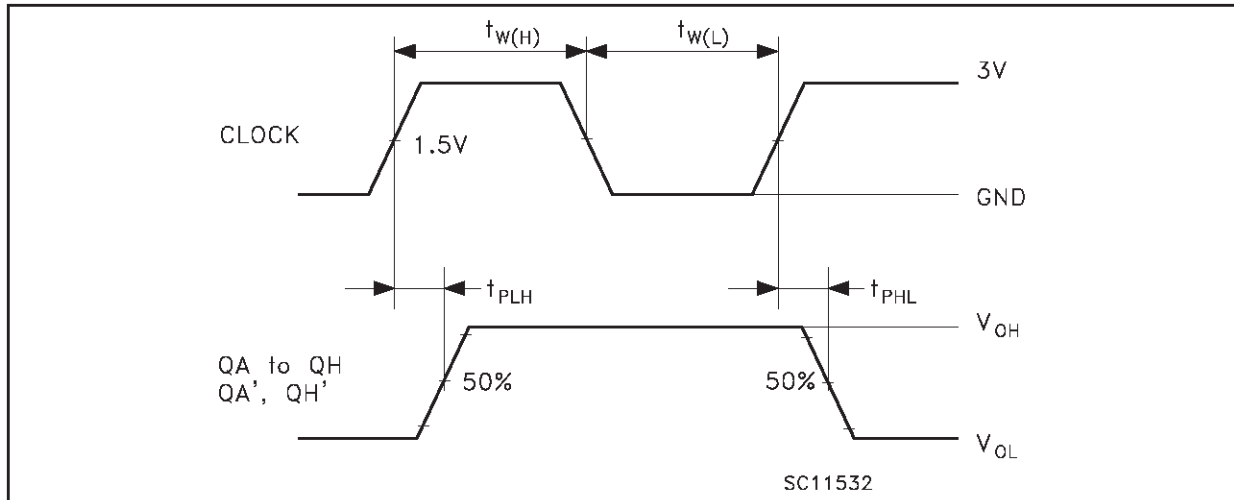 tW(H) tW(L)
3V
CLOCK 1.5V
GND
tPLH tPHL
VOH
QA to QH
QA', QH'
50% 50%
VOL
SC11532